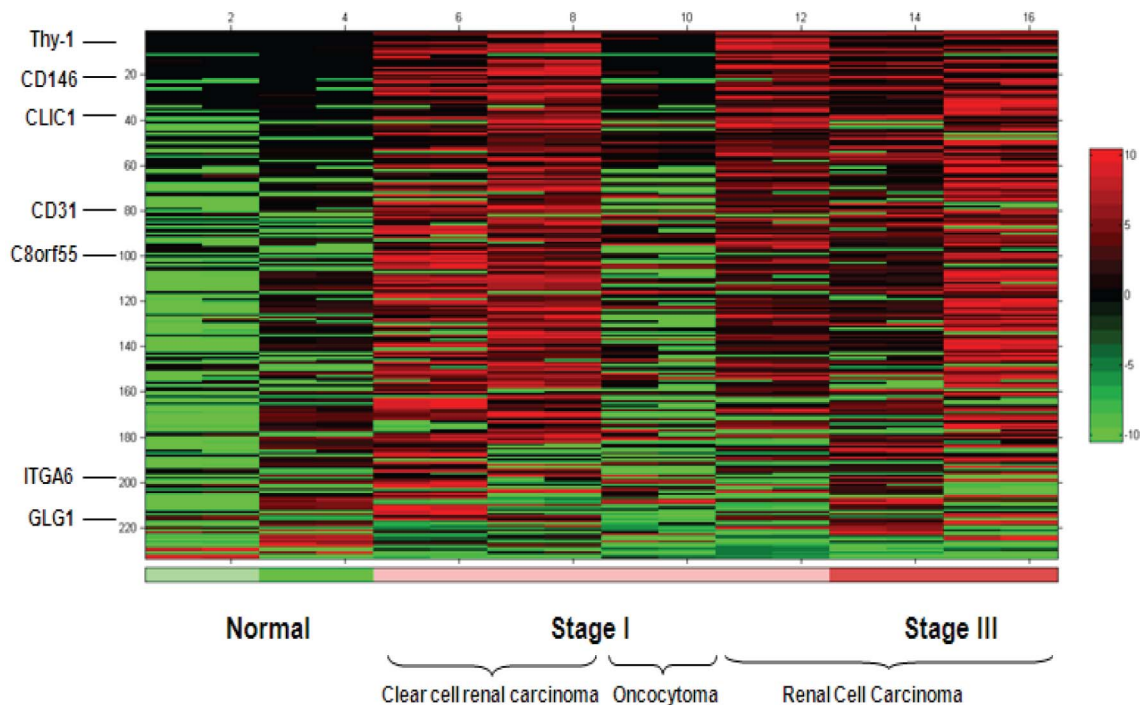 2 4 6 8 10 12 14 16
Thy-1
20
CD146
CLIC1
40
60
CD31
80
C8orf55
100
120
140
160
180
ITGA6
200
GLG1
220
10
5
0
-5
-10
Normal Stage I Stage III
Clear cell renal carcinoma Oncocytoma Renal Cell Carcinoma